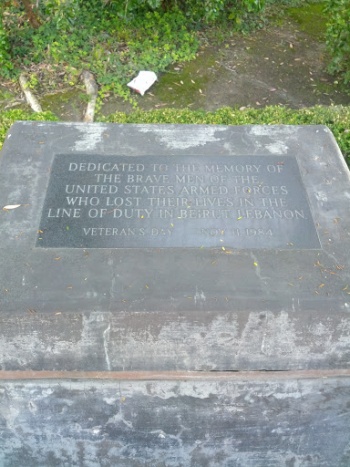 DEDICATED TO THE MEMORY OF
THE BRAVE MEN OF THE
UNITED STATES ARMED FORCES
WHO LOST THEIR LIVES IN THE
LINE OF DUTY IN BEIRUT LEBANON
VETERAN'S DAY 1984